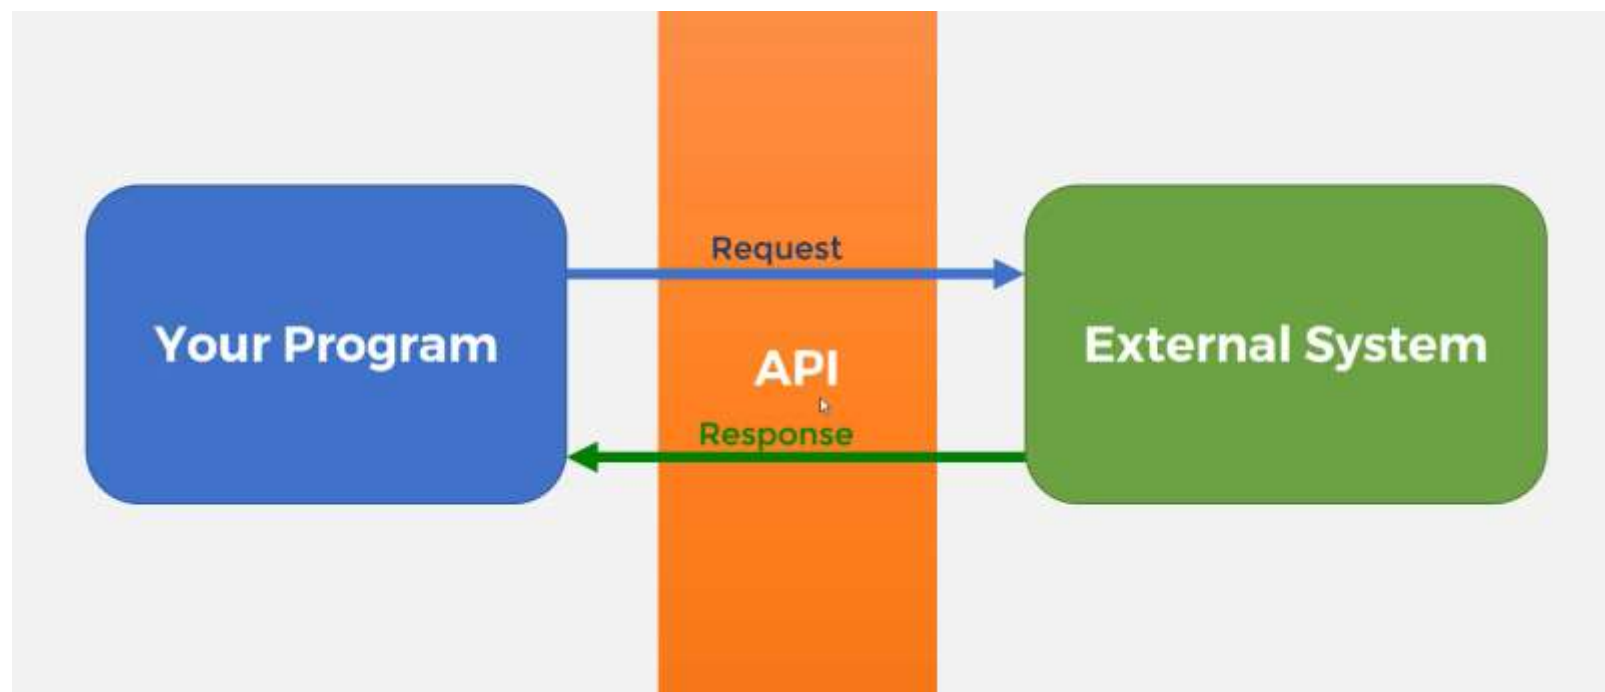 Request
Your Program
API
External System
Response